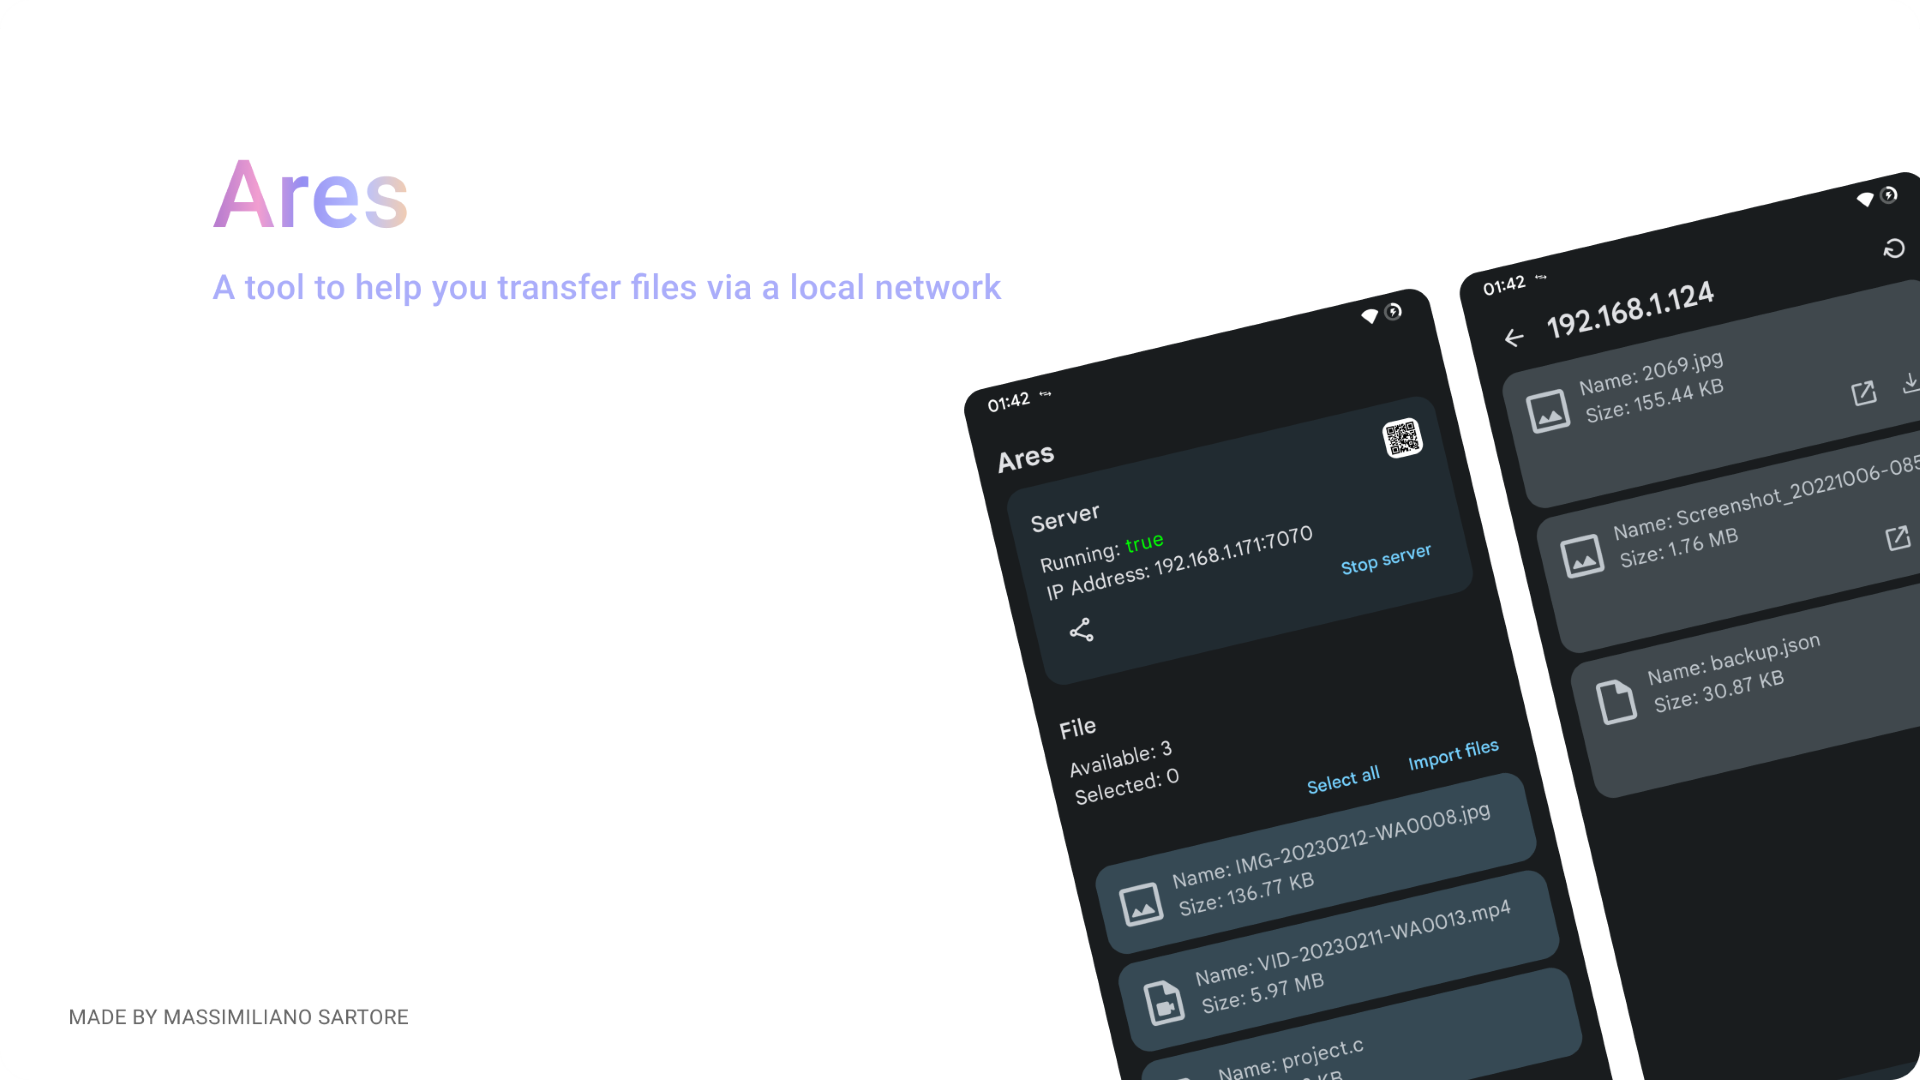 Ares
A tool to help you transfer files via a local network
01:42
Ares
Server
Running: true
IP Address: 192.168.1.171:7070
Stop server
File
Available: 3
Selected: 0
Select all
Import files
Name: IMG-20230212-WA0008.jpg
Size: 136.77 KB
Name: VID-20230211-WA0013.mp4
Size: 5.97 MB
Name: project.c
KB
01:42
192.168.1.124
Name: 2069.jpg
Size: 155.44 KB
Name: Screenshot_20221006-085
Size: 1.76 MB
Name: backup.json
Size: 30.87 KB
MADE BY MASSIMILIANO SARTORE